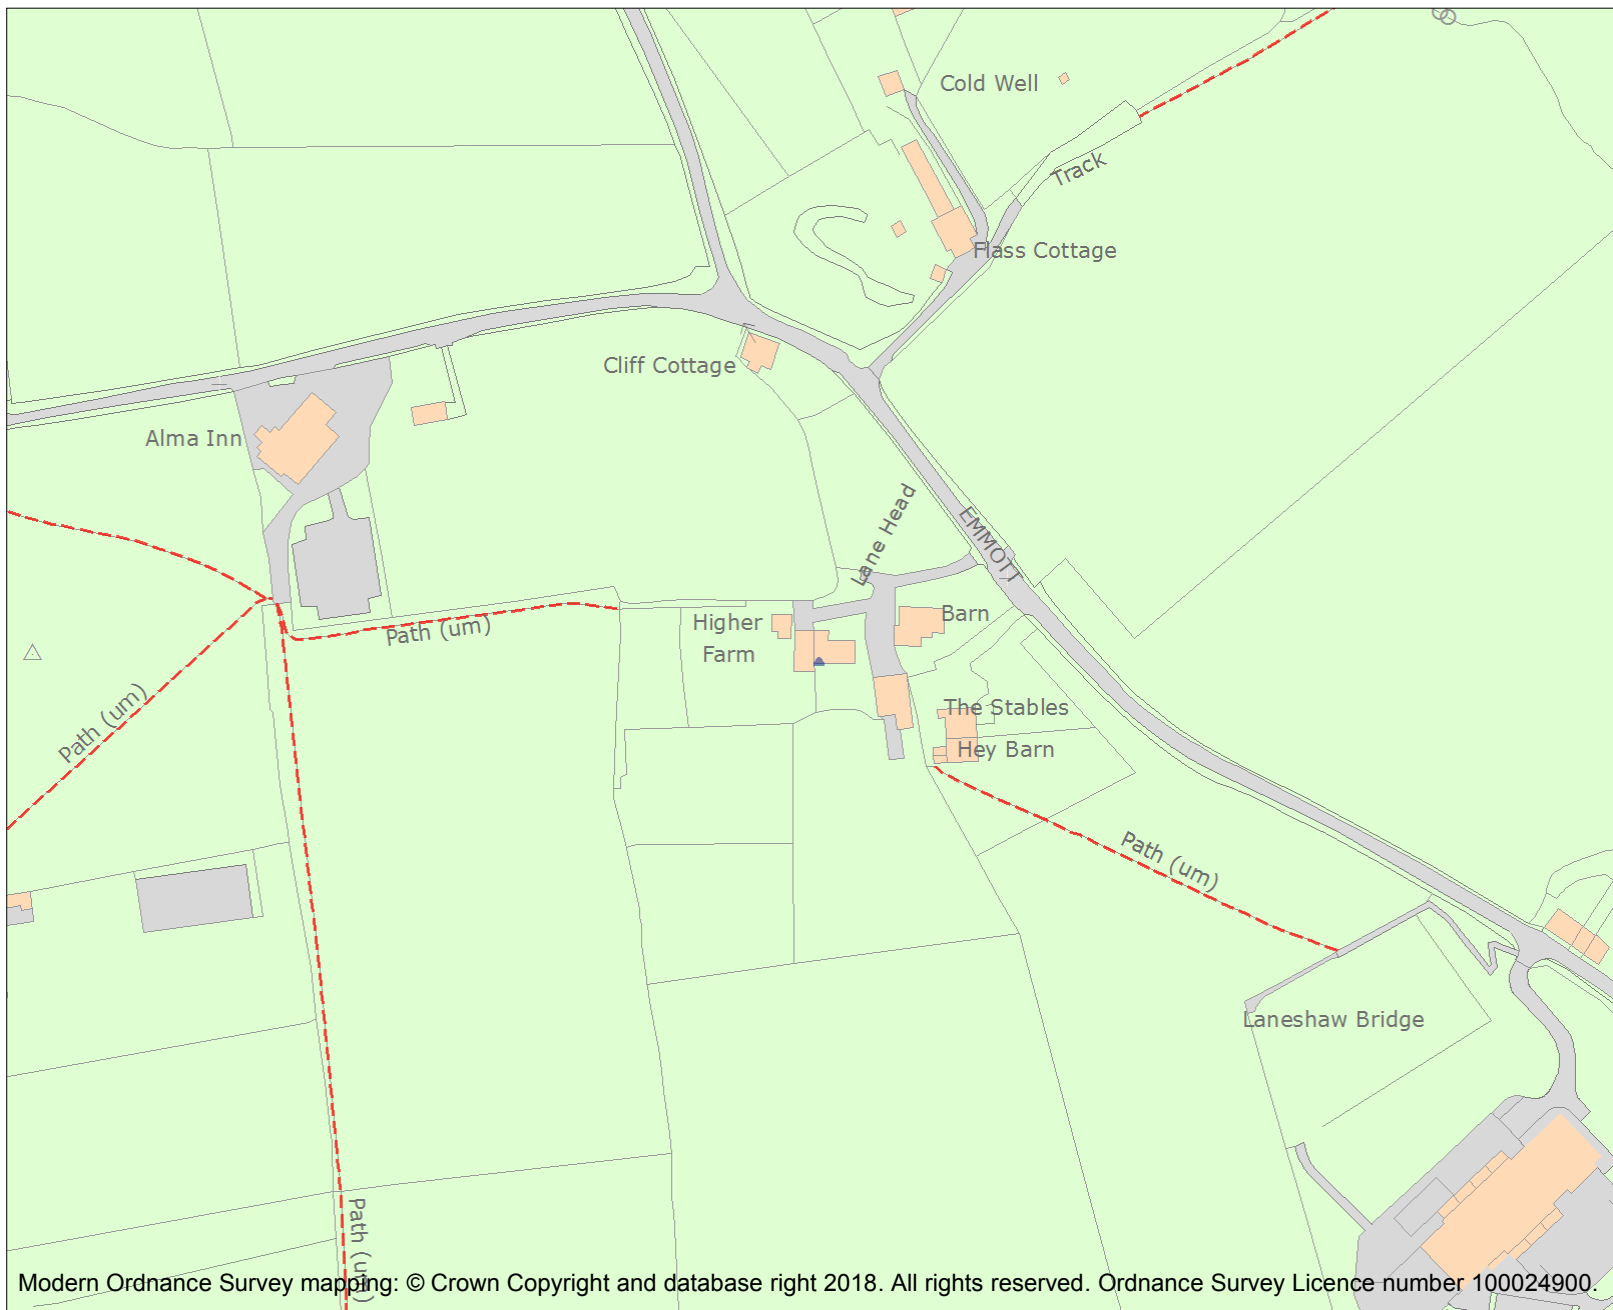 Cold Well
Track
Flass Cottage
Cliff Cottage
Alma Inn
Lane Head
EMMOTT
Barn
Higher
Farm
Path (um)
Path (um)
The Stables
Hey Barn
Path (um)
Laneshaw Bridge
Path (um)
Modern Ordnance Survey mapping: © Crown Copyright and database right 2018. All rights reserved. Ordnance Survey Licence number 100024900.